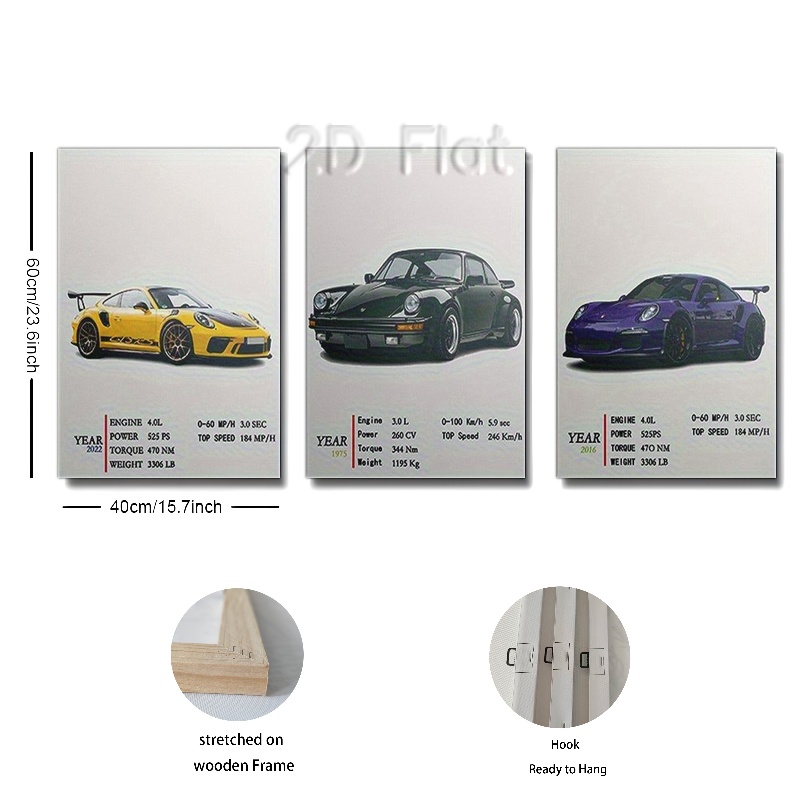 2.D Flat.
60cm/23.6inch
ENGINE 4.0L
POWER 525 PS
TORQUE 470 NM
WEIGHT 3306 LB
YEAR
2022
0-60 MP/H 3.0 SEC
TOP SPEED 184 MP/H
Engine 3.0 L
Power 260 CV
Torque 344 Nm
Weight 1195 Kg
YEAR
1975
0-100 Km/h 5.9 scc
TOP Speed 246 Km/h
ENGINE 4.0L
POWER 525PS
TORQUE 47O NM
WEIGHT 3306 LB
YEAR
2016
0-60 MP/H 3.0 SEC
TOP SPEED 184 MP/H
40cm/15.7inch
stretched on
wooden Frame
Hook
Ready to Hang